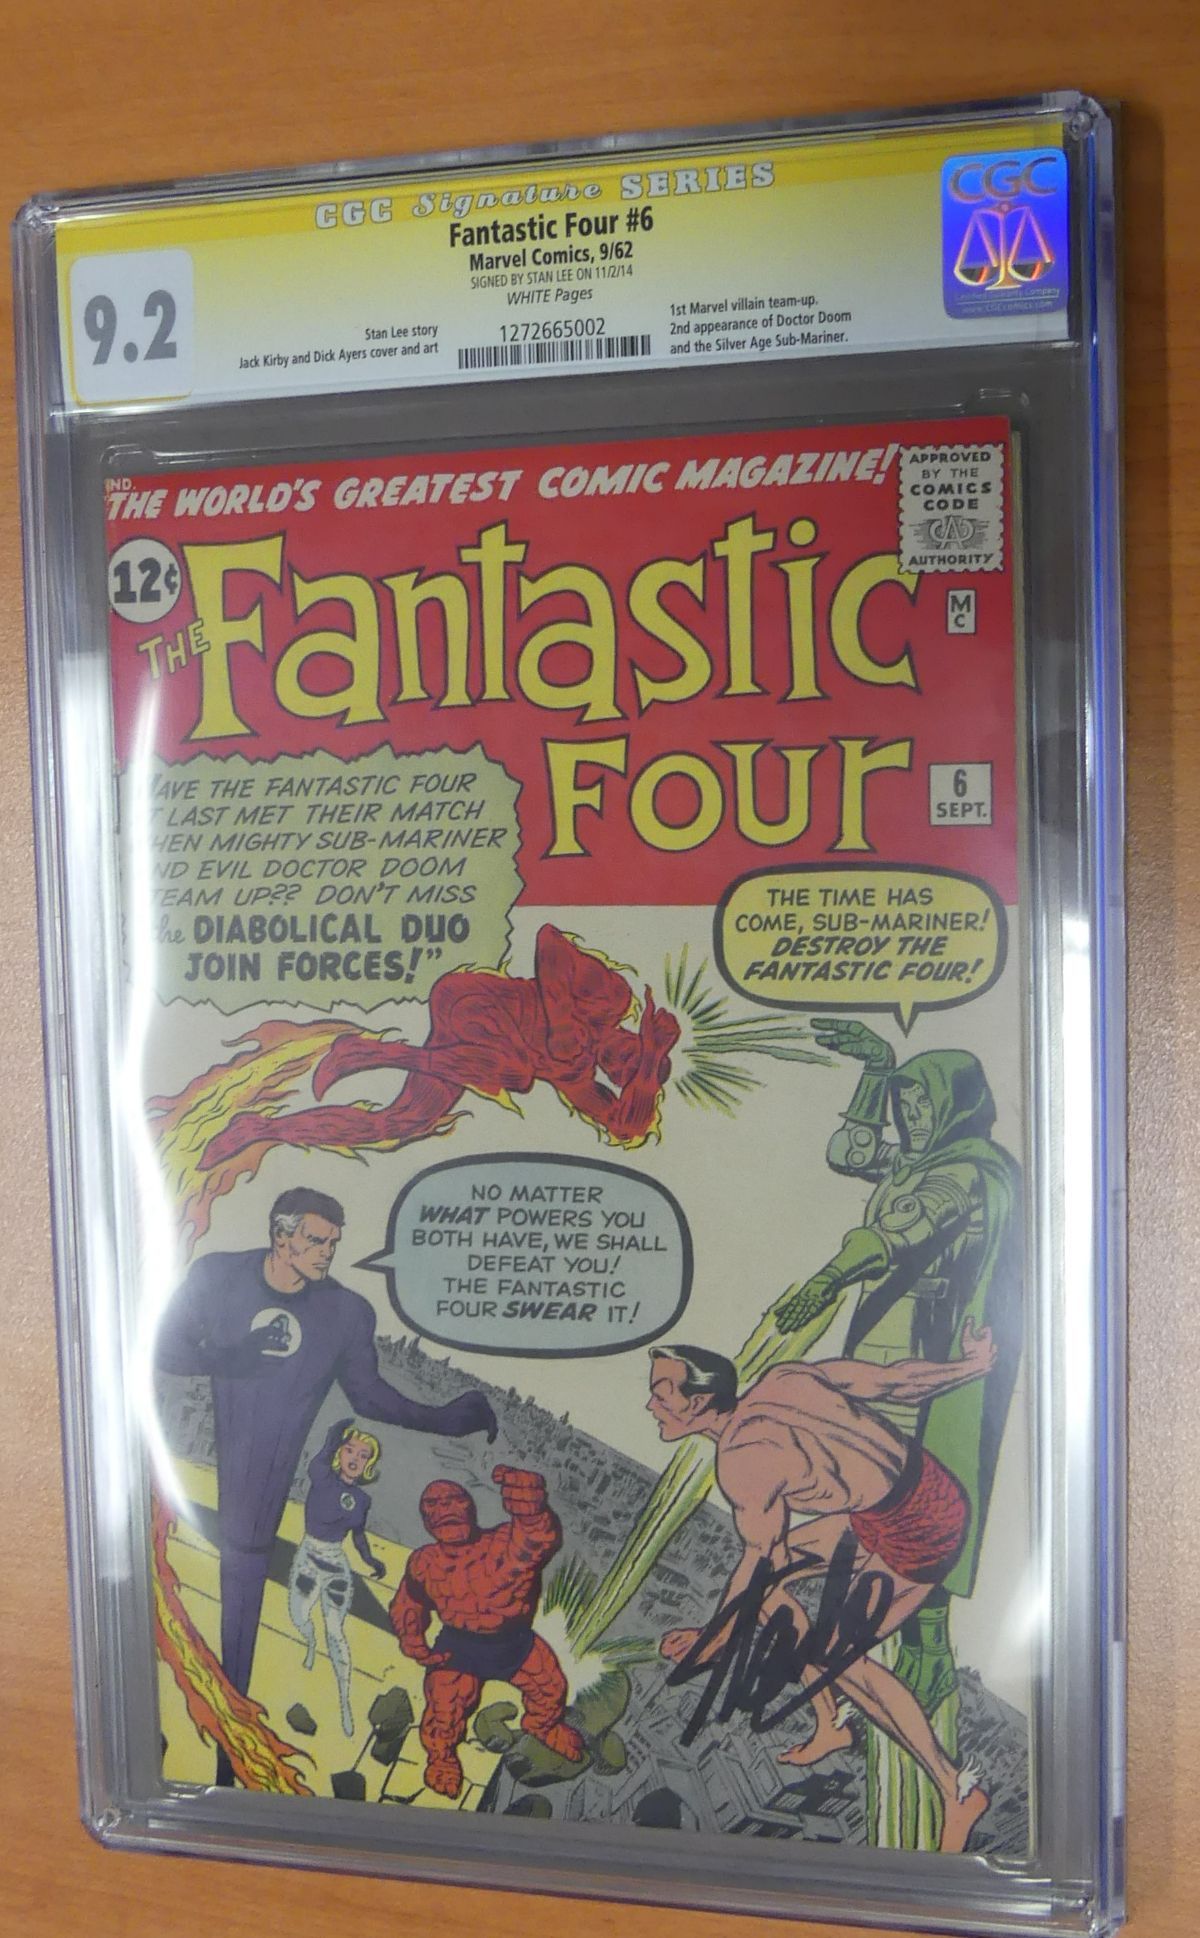 CGC Signature SERIES
Fantastic Four #6
Marvel Comics, 9/62
SIGNED BY STAN LEE ON 11/2/14
WHITE Pages
9.2
Stan Lee story
Jack Kirby and Dick Ayers cover and art
1272665002
1st Marvel villain team-up.
2nd appearance of Doctor Doom
and the Silver Age Sub-Mariner.
CGC
www.CGCcomics.com
IND.
THE WORLD'S GREATEST COMIC MAGAZINE!
APPROVED
BY THE
COMICS
CODE
CA
AUTHORITY
12¢
THE Fantastic
FOUR
M
C
6
SEPT.
AVE THE FANTASTIC FOUR
T LAST MET THEIR MATCH
HEN MIGHTY SUB-MARINER
ND EVIL DOCTOR DOOM
TEAM UP?? DON'T MISS
the DIABOLICAL DUO
JOIN FORCES!"
THE TIME HAS
COME, SUB-MARINER!
DESTROY THE
FANTASTIC FOUR!
NO MATTER
WHAT POWERS YOU
BOTH HAVE, WE SHALL
DEFEAT YOU!
THE FANTASTIC
FOUR SWEAR IT!
4
Stan Lee